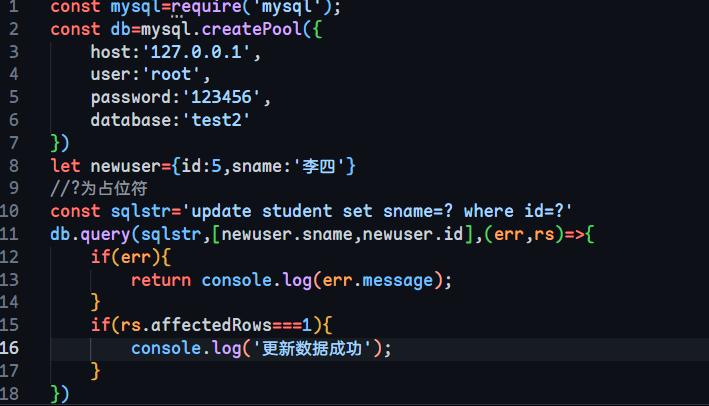 1 const mysql=require('mysql');
2 const db=mysql.createPool({
3     host:'127.0.0.1',
4     user:'root',
5     password:'123456',
6     database:'test2'
7 })
8 let newuser={id:5,sname:'李四'}
9 //?为占位符
10 const sqlstr='update student set sname=? where id=?'
11 db.query(sqlstr,[newuser.sname,newuser.id],(err,rs)=>{
12     if(err){
13         return console.log(err.message);
14     }
15     if(rs.affectedRows===1){
16         console.log('更新数据成功');
17     }
18 })